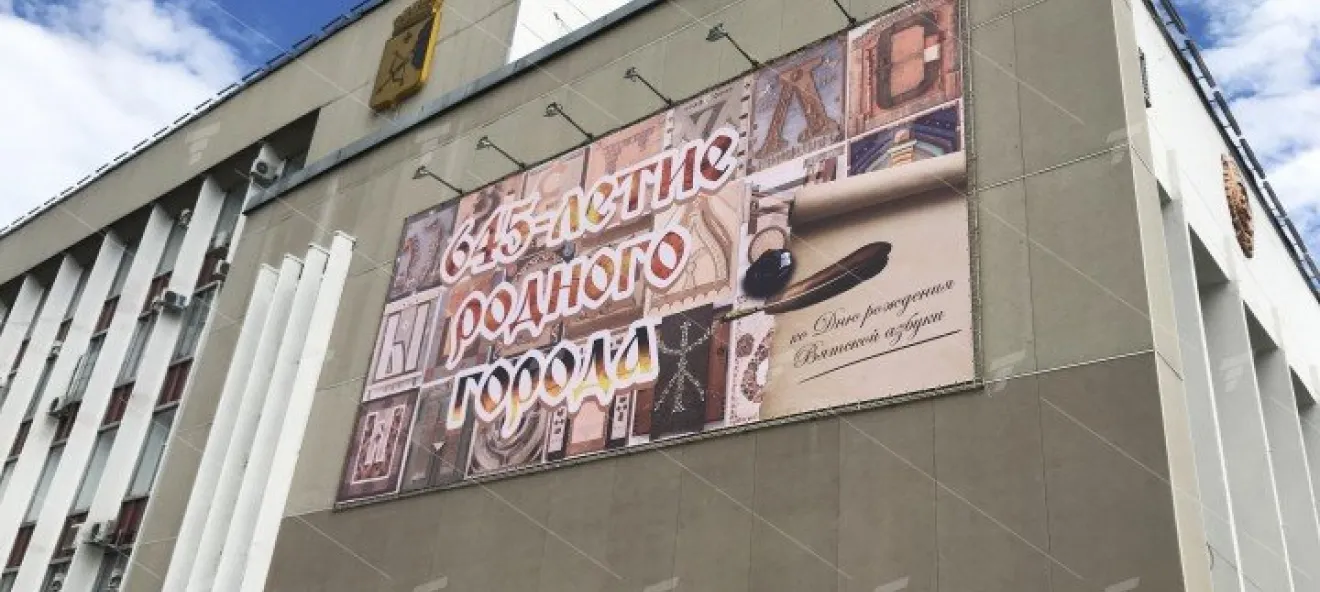 645-летие
родного
города
ко Дню рождения
Вятской азбуки